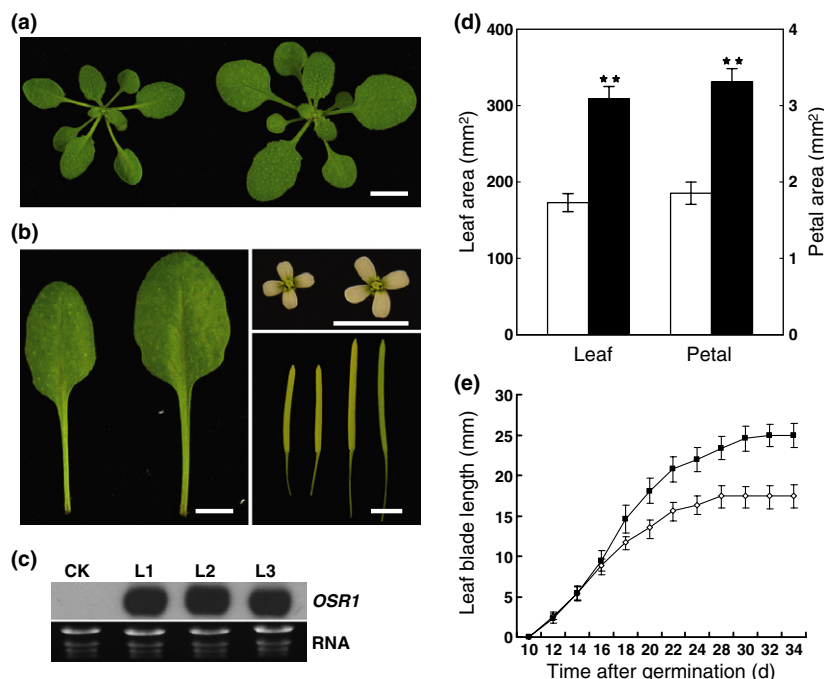 (a)
(b)
(c)
CK L1 L2 L3
OSR1
RNA
(d)
400
300
200
100
0
Leaf area (mm²)
4
3
2
1
0
Petal area (mm²)
★★
★★
Leaf Petal
(e)
30
25
20
15
10
5
0
Leaf blade length (mm)
10 12 14 16 18 20 22 24 28 30 32 34
Time after germination (d)